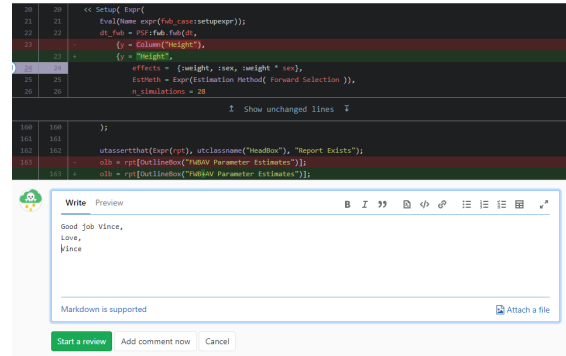 20 20 << Setup( Expr(
21 21 Eval(Name expr(fwb_case:setupexpr));
22 22 dt_fwb = PSF:fwb.fwb(dt,
23 - {y = Column("Height"),
23 + {y = "Height",
24 24 effects = {:weight, :sex, :weight * sex},
25 25 EstMeth = Expr(Estimation Method( Forward Selection )),
26 26 n_simulations = 20
Show unchanged lines
160 160 );
161 161
162 162 utassertthat(Expr(rpt), utclassname("HeadBox"), "Report Exists");
163 - olb = rpt[OutlineBox("FWBAV Parameter Estimates")];
163 + olb = rpt[OutlineBox("FWB4AV Parameter Estimates")];
Write Preview
Good job Vince,
Love,
Vince
Markdown is supported Attach a file
Start a review Add comment now Cancel